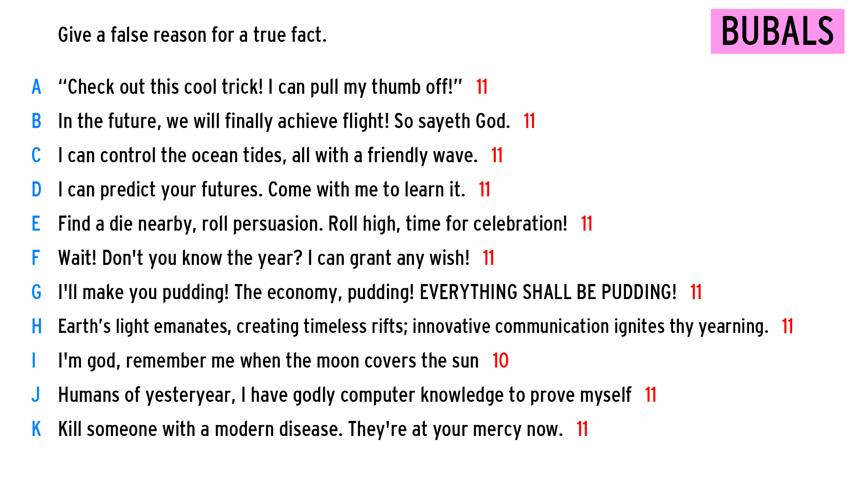 Give a false reason for a true fact.
BUBALS
A “Check out this cool trick! I can pull my thumb off!” 11
B In the future, we will finally achieve flight! So sayeth God. 11
C I can control the ocean tides, all with a friendly wave. 11
D I can predict your futures. Come with me to learn it. 11
E Find a die nearby, roll persuasion. Roll high, time for celebration! 11
F Wait! Don't you know the year? I can grant any wish! 11
G I'll make you pudding! The economy, pudding! EVERYTHING SHALL BE PUDDING! 11
H Earth’s light emanates, creating timeless rifts; innovative communication ignites thy yearning. 11
I I'm god, remember me when the moon covers the sun 10
J Humans of yesteryear, I have godly computer knowledge to prove myself 11
K Kill someone with a modern disease. They're at your mercy now. 11